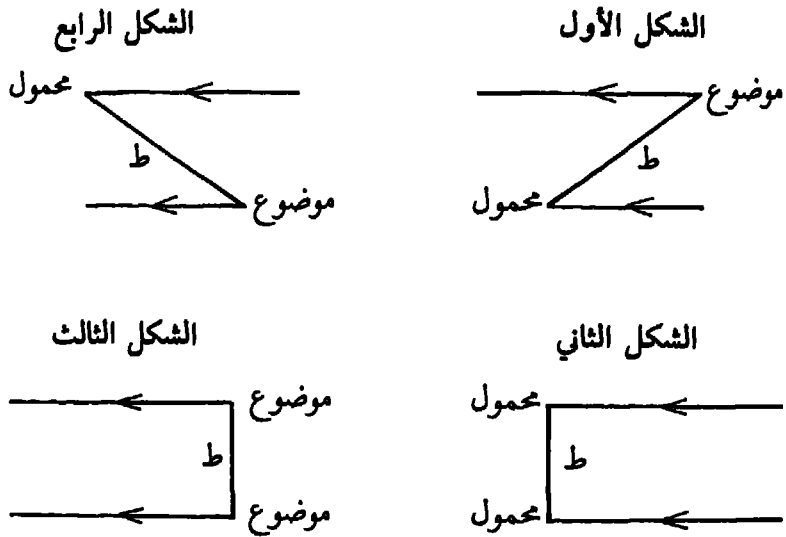 الشكل الأول
موضوع
ط
محمول
الشكل الرابع
محمول
ط
موضوع
الشكل الثاني
محمول
ط
محمول
الشكل الثالث
موضوع
ط
موضوع